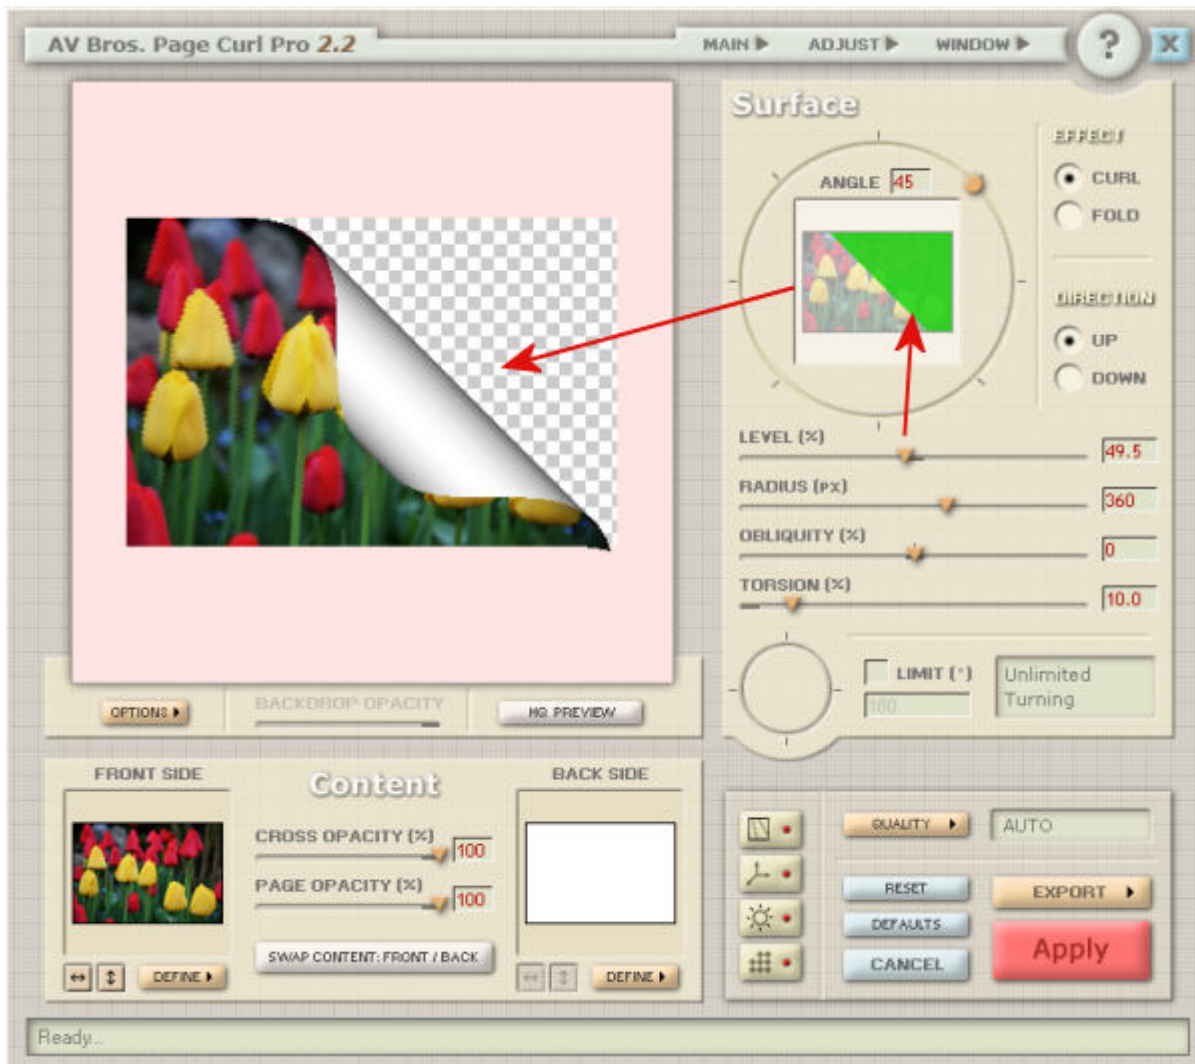 AV Bros. Page Curl Pro 2.2
MAIN
ADJUST
WINDOW
?
X
Surface
ANGLE 45
EFFECT
CURL
FOLD
DIRECTION
UP
DOWN
LEVEL (%)
49.5
RADIUS (PX)
360
OBLIQUITY (%)
0
TORSION (%)
10.0
LIMIT (°)
180
Unlimited
Turning
OPTIONS
BACKDROP OPACITY
HQ PREVIEW
FRONT SIDE
Content
BACK SIDE
CROSS OPACITY (%)
100
PAGE OPACITY (%)
100
SWAP CONTENT: FRONT / BACK
DEFINE
DEFINE
QUALITY
AUTO
RESET
EXPORT
DEFAULTS
Apply
CANCEL
Ready...